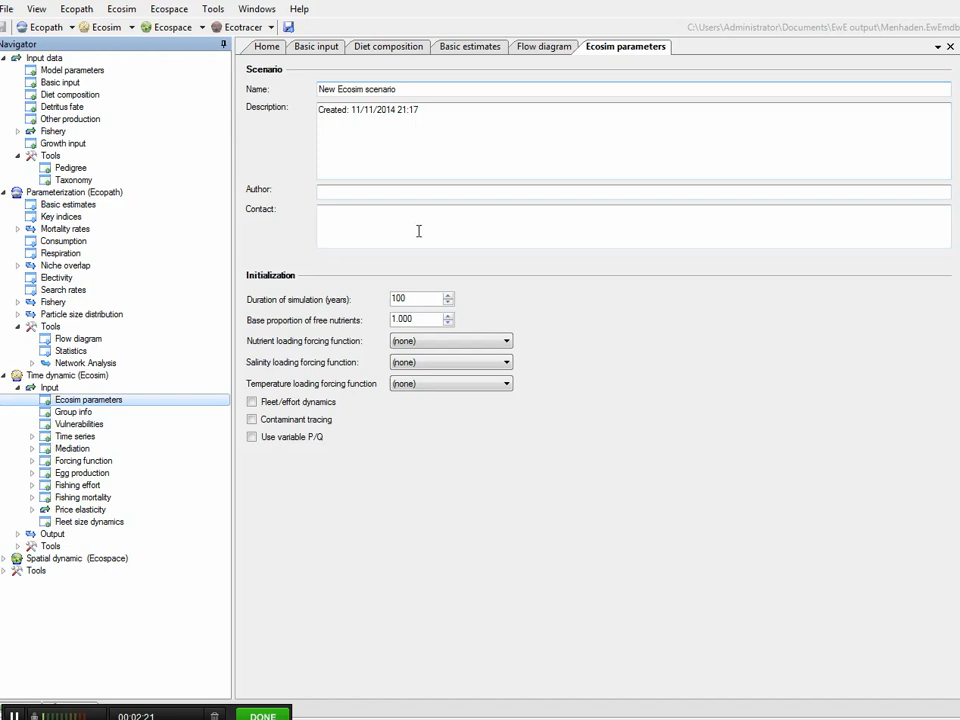 File View Ecopath Ecosim Ecospace Tools Windows Help
Ecopath Ecosim Ecospace Ecotracer C:\Users\Administrator\Documents\EwE output\Menhaden.EwEmdb
Navigator
Home Basic input Diet composition Basic estimates Flow diagram Ecosim parameters
Input data
Model parameters
Basic input
Diet composition
Detritus fate
Other production
Fishery
Growth input
Tools
Pedigree
Taxonomy
Parameterization (Ecopath)
Basic estimates
Key indices
Mortality rates
Consumption
Respiration
Niche overlap
Electivity
Search rates
Fishery
Particle size distribution
Tools
Flow diagram
Statistics
Network Analysis
Time dynamic (Ecosim)
Input
Ecosim parameters
Group info
Vulnerabilities
Time series
Mediation
Forcing function
Egg production
Fishing effort
Fishing mortality
Price elasticity
Fleet size dynamics
Output
Tools
Spatial dynamic (Ecospace)
Tools
Scenario
Name: New Ecosim scenario
Description: Created: 11/11/2014 21:17
Author:
Contact:
Initialization
Duration of simulation (years): 100
Base proportion of free nutrients: 1.000
Nutrient loading forcing function: (none)
Salinity loading forcing function: (none)
Temperature loading forcing function (none)
Fleet/effort dynamics
Contaminant tracing
Use variable P/Q
00:02:21 DONE